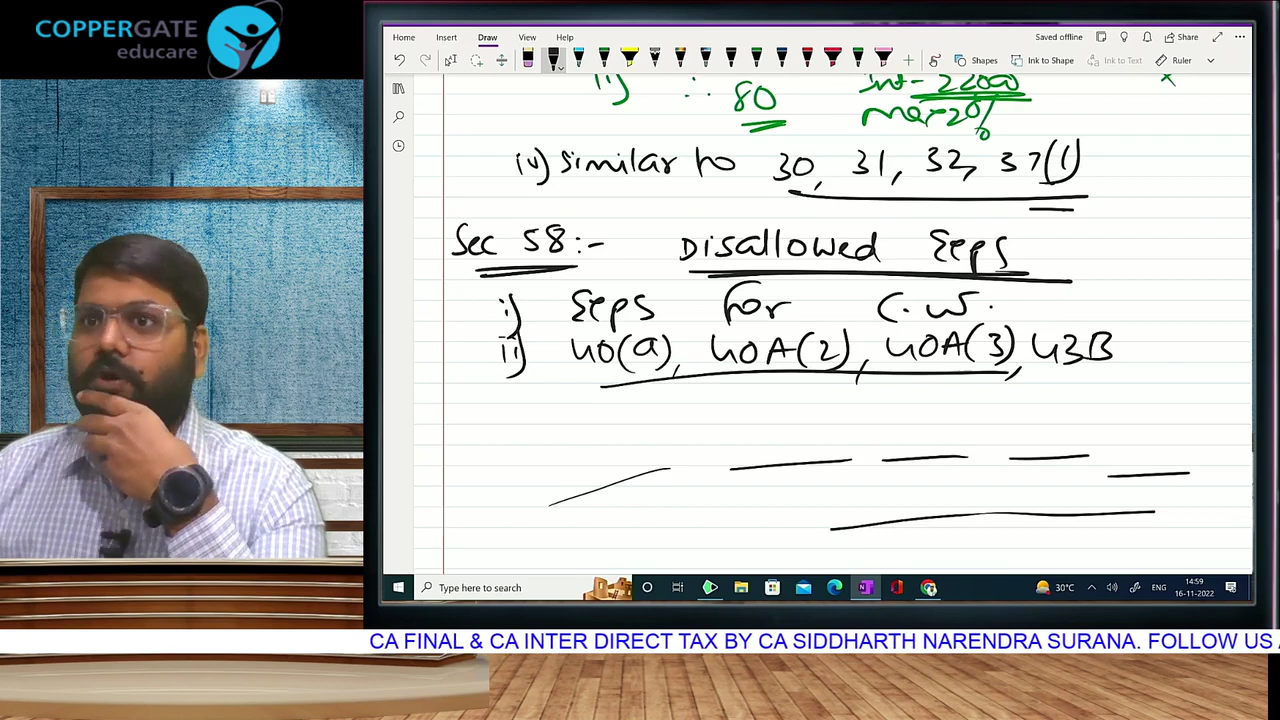 COPPERGATE
educare
Home Insert Draw View Help
Saved offline Share
Shapes Ink to Shape Ink to Text Ruler
ii) ∴ 80 Int - 22000
max 20%
iv) Similar to 30, 31, 32, 37(1)
Sec 58:- Disallowed Exps
i) Exps for C.W.
ii) 40(a), 40A(2), 40A(3), 43B
Type here to search
30°C ENG 14:59
16-11-2022
CA FINAL & CA INTER DIRECT TAX BY CA SIDDHARTH NARENDRA SURANA. FOLLOW US